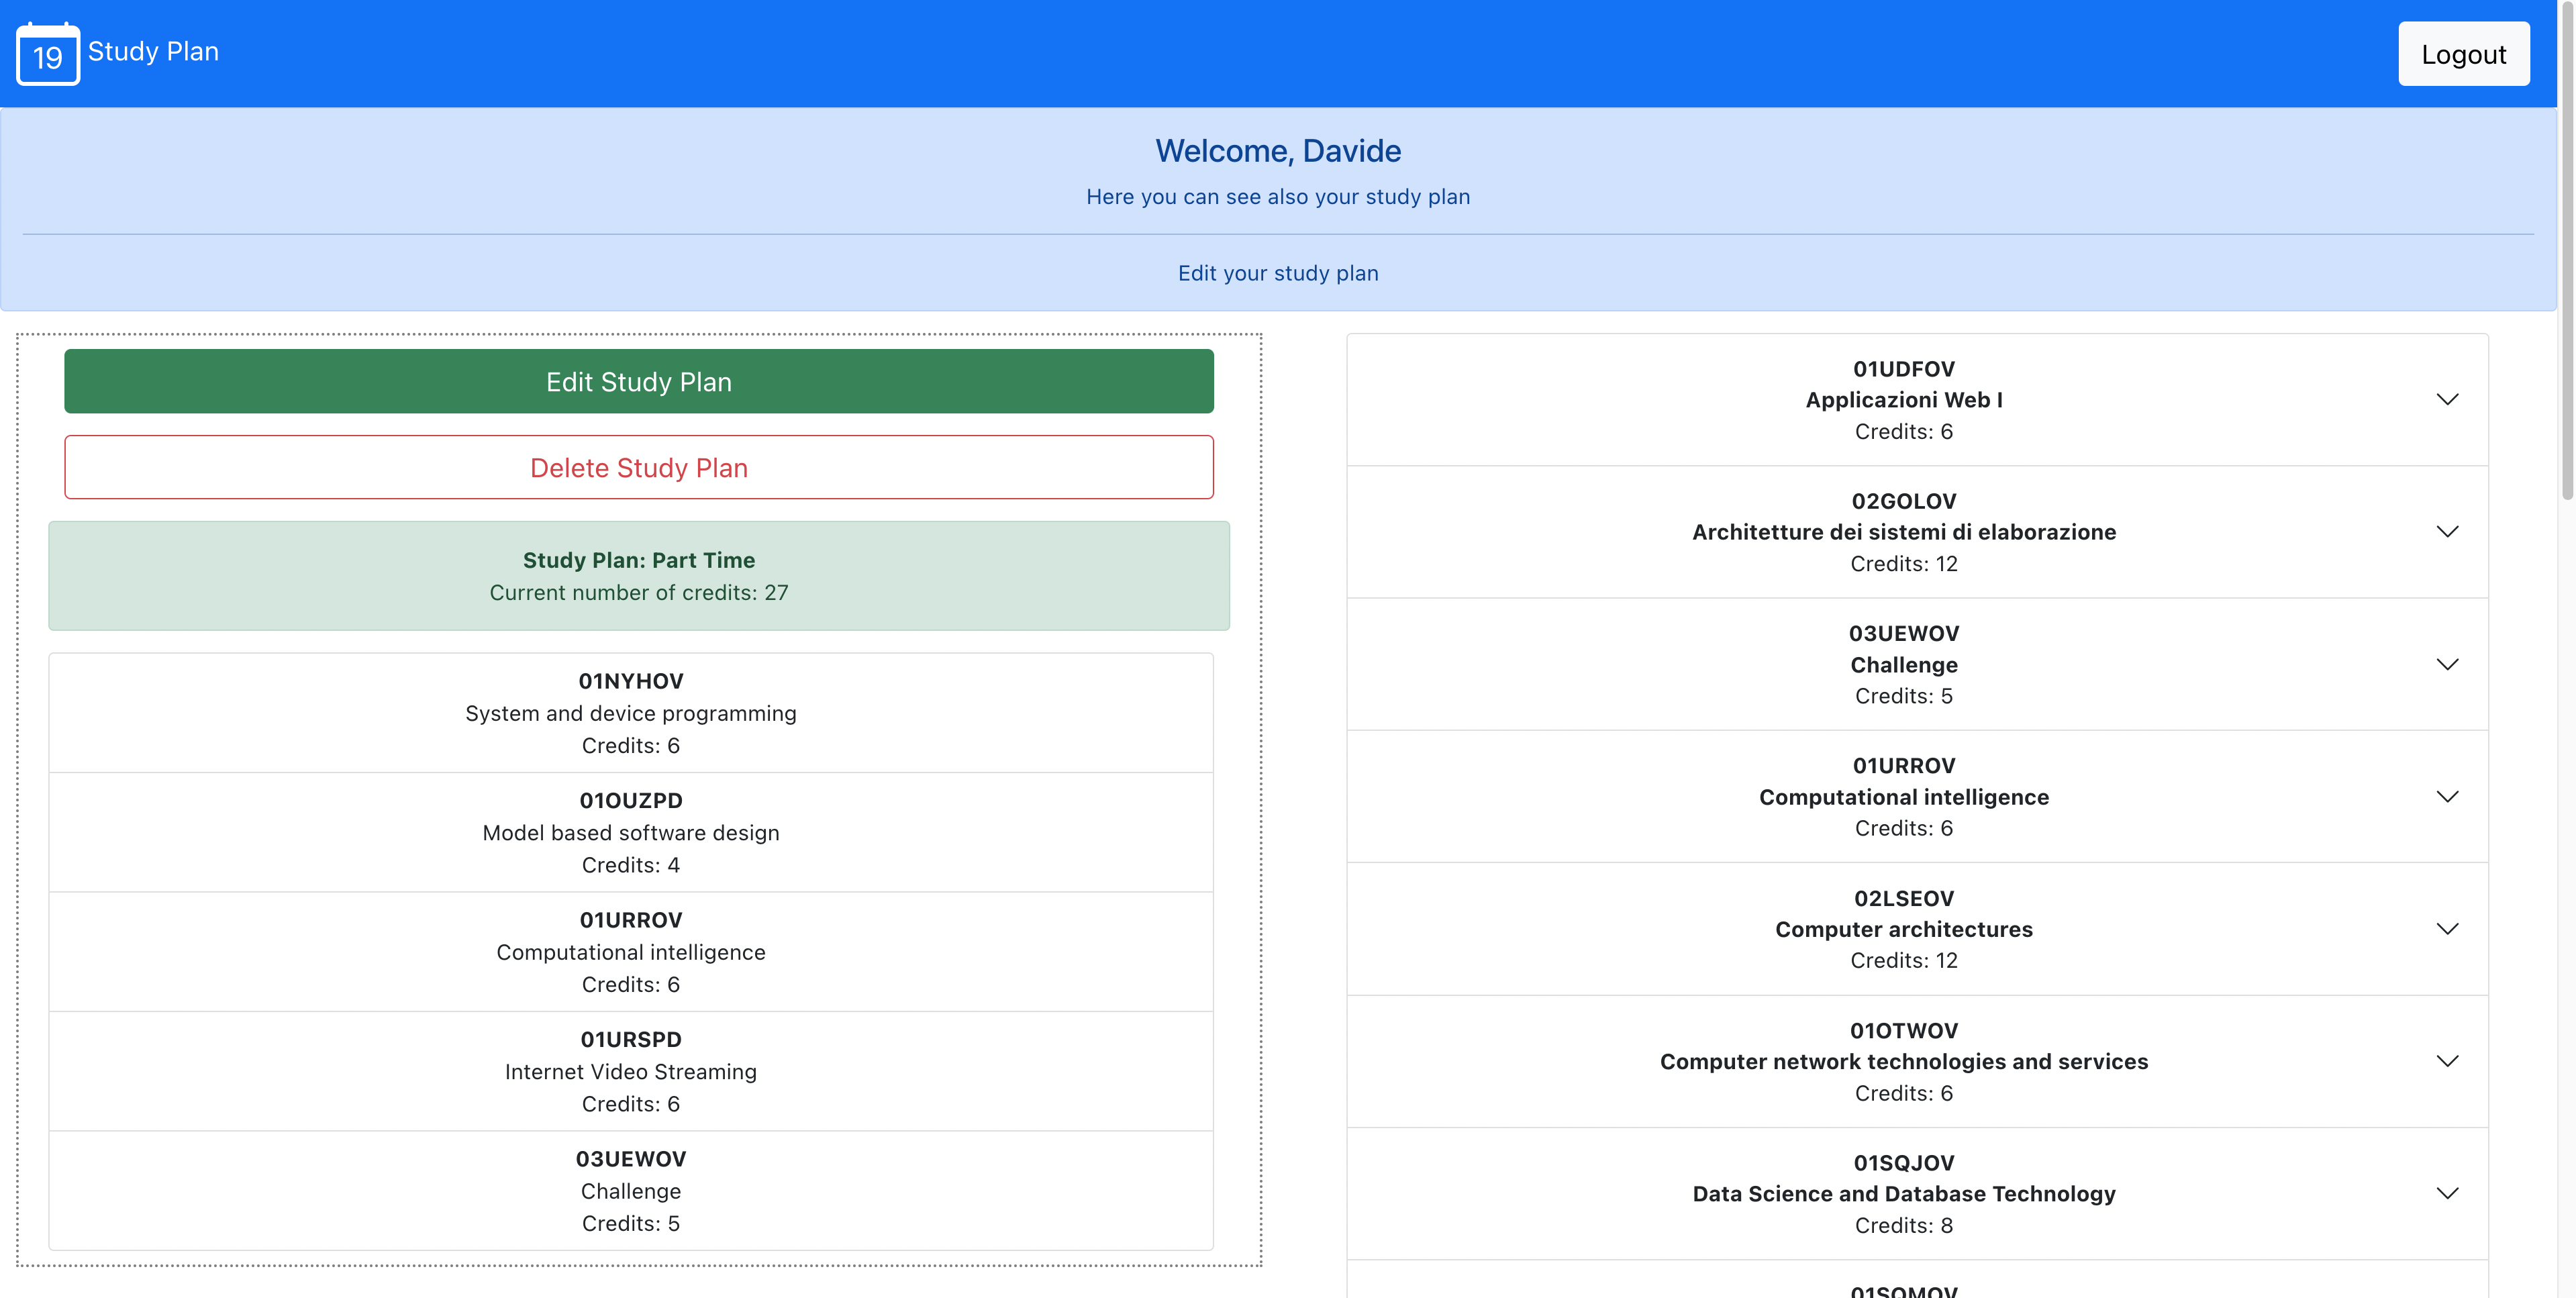 19 Study Plan
Logout
Welcome, Davide
Here you can see also your study plan
Edit your study plan
Edit Study Plan
Delete Study Plan
Study Plan: Part Time
Current number of credits: 27
01NYHOV
System and device programming
Credits: 6
01OUZPD
Model based software design
Credits: 4
01URROV
Computational intelligence
Credits: 6
01URSPD
Internet Video Streaming
Credits: 6
03UEWOV
Challenge
Credits: 5
01UDFOV
Applicazioni Web I
Credits: 6
02GOLOV
Architetture dei sistemi di elaborazione
Credits: 12
03UEWOV
Challenge
Credits: 5
01URROV
Computational intelligence
Credits: 6
02LSEOV
Computer architectures
Credits: 12
01OTWOV
Computer network technologies and services
Credits: 6
01SQJOV
Data Science and Database Technology
Credits: 8
01SQMOV